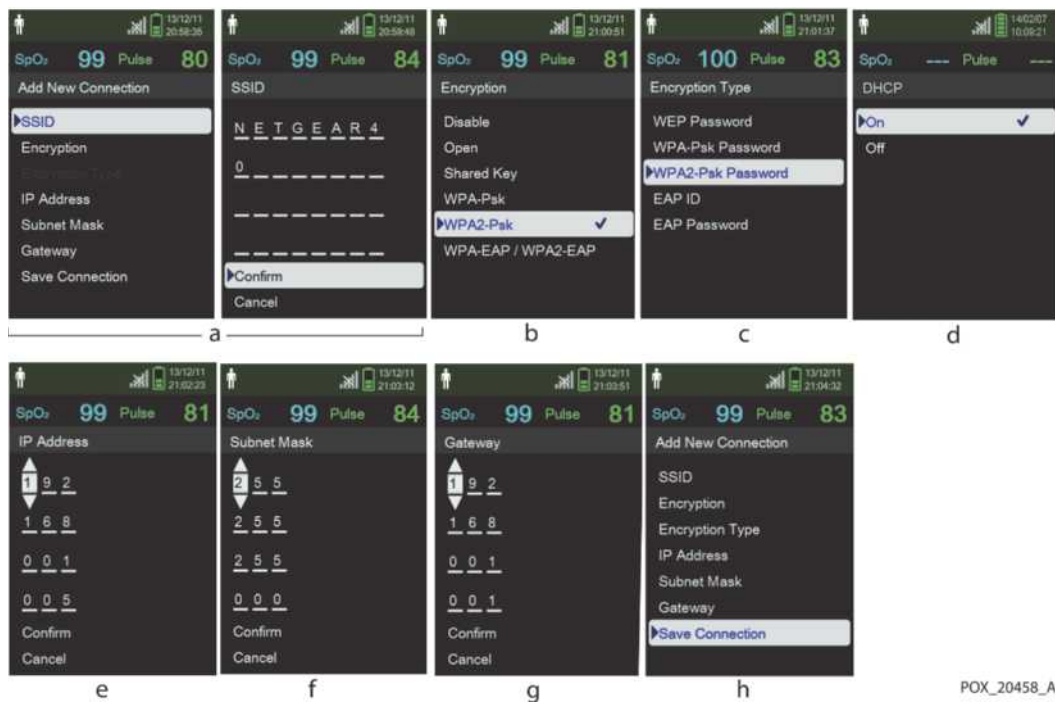 13/12/11
20:58:35
SpO₂ 99 Pulse 80
Add New Connection
SSID
Encryption
Encryption Type
IP Address
Subnet Mask
Gateway
Save Connection
13/12/11
20:59:48
SpO₂ 99 Pulse 84
SSID
N E T G E A R 4
0
Confirm
Cancel
a
13/12/11
21:00:51
SpO₂ 99 Pulse 81
Encryption
Disable
Open
Shared Key
WPA-Psk
WPA2-Psk
WPA-EAP / WPA2-EAP
b
13/12/11
21:01:37
SpO₂ 100 Pulse 83
Encryption Type
WEP Password
WPA-Psk Password
WPA2-Psk Password
EAP ID
EAP Password
c
14/02/07
10:09:21
SpO₂ --- Pulse ---
DHCP
On
Off
d
13/12/11
21:02:23
SpO₂ 99 Pulse 81
IP Address
1 9 2
1 6 8
0 0 1
0 0 5
Confirm
Cancel
e
13/12/11
21:03:12
SpO₂ 99 Pulse 84
Subnet Mask
2 5 5
2 5 5
2 5 5
0 0 0
Confirm
Cancel
f
13/12/11
21:03:51
SpO₂ 99 Pulse 81
Gateway
1 9 2
1 6 8
0 0 1
0 0 1
Confirm
Cancel
g
13/12/11
21:04:32
SpO₂ 99 Pulse 83
Add New Connection
SSID
Encryption
Encryption Type
IP Address
Subnet Mask
Gateway
Save Connection
h
POX_20458_A